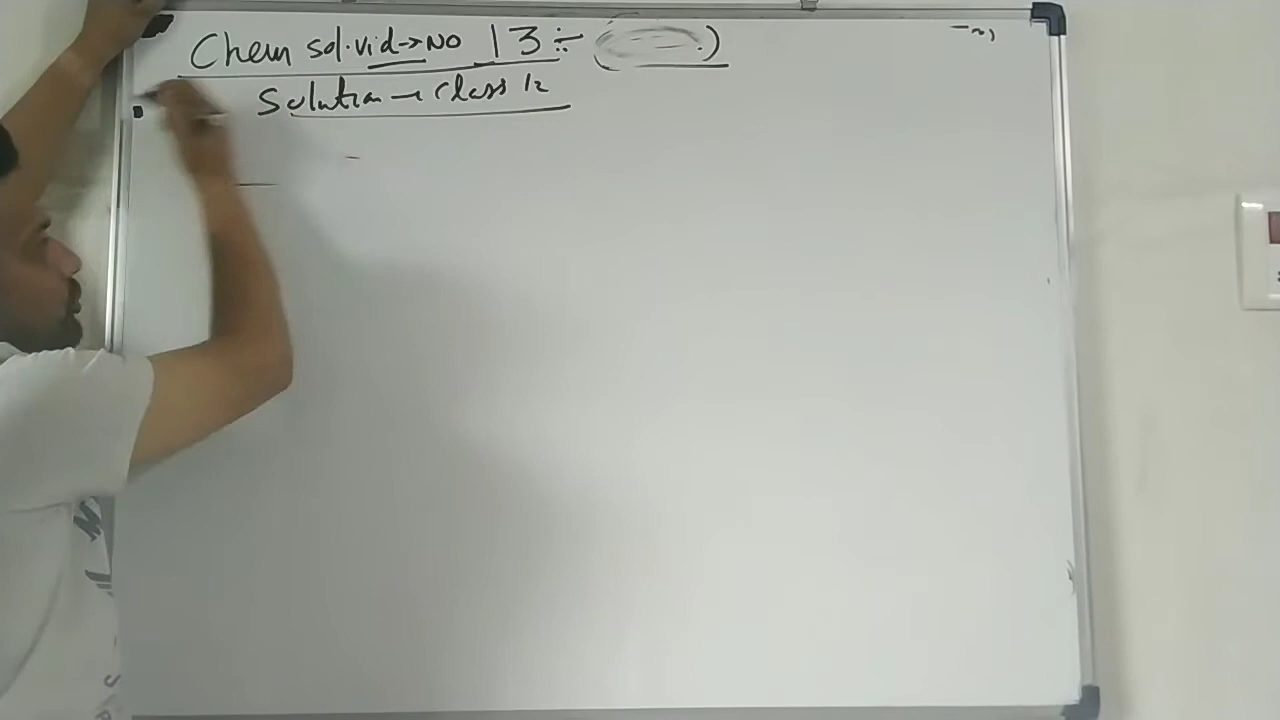 Chem sol.vid→NO 13÷ ( )
Solution → Class 12